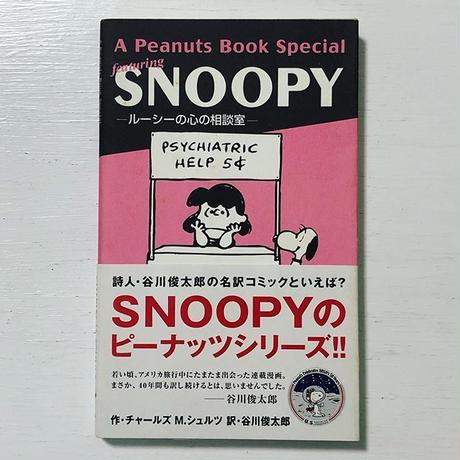 A Peanuts Book Special
featuring
SNOOPY
―ルーシーの心の相談室―
PSYCHIATRIC
HELP 5¢
詩人・谷川俊太郎の名訳コミックといえば?
SNOOPYの
ピーナッツシリーズ!!
若い頃、アメリカ旅行中にたまたま出会った連載漫画。
まさか、40年間も訳し続けるとは、思いませんでした。
――谷川俊太郎
作・チャールズ M.シュルツ 訳・谷川俊太郎